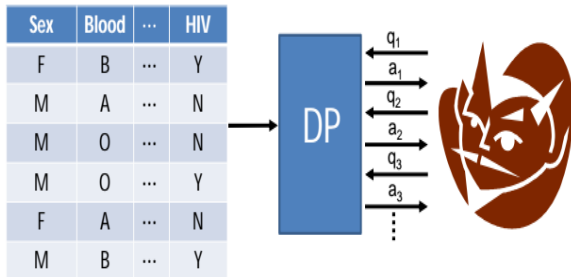 Sex Blood ... HIV
F B ... Y
M A ... N
M O ... N
M O ... Y
F A ... N
M B ... Y
DP
q1
a1
q2
a2
q3
a3